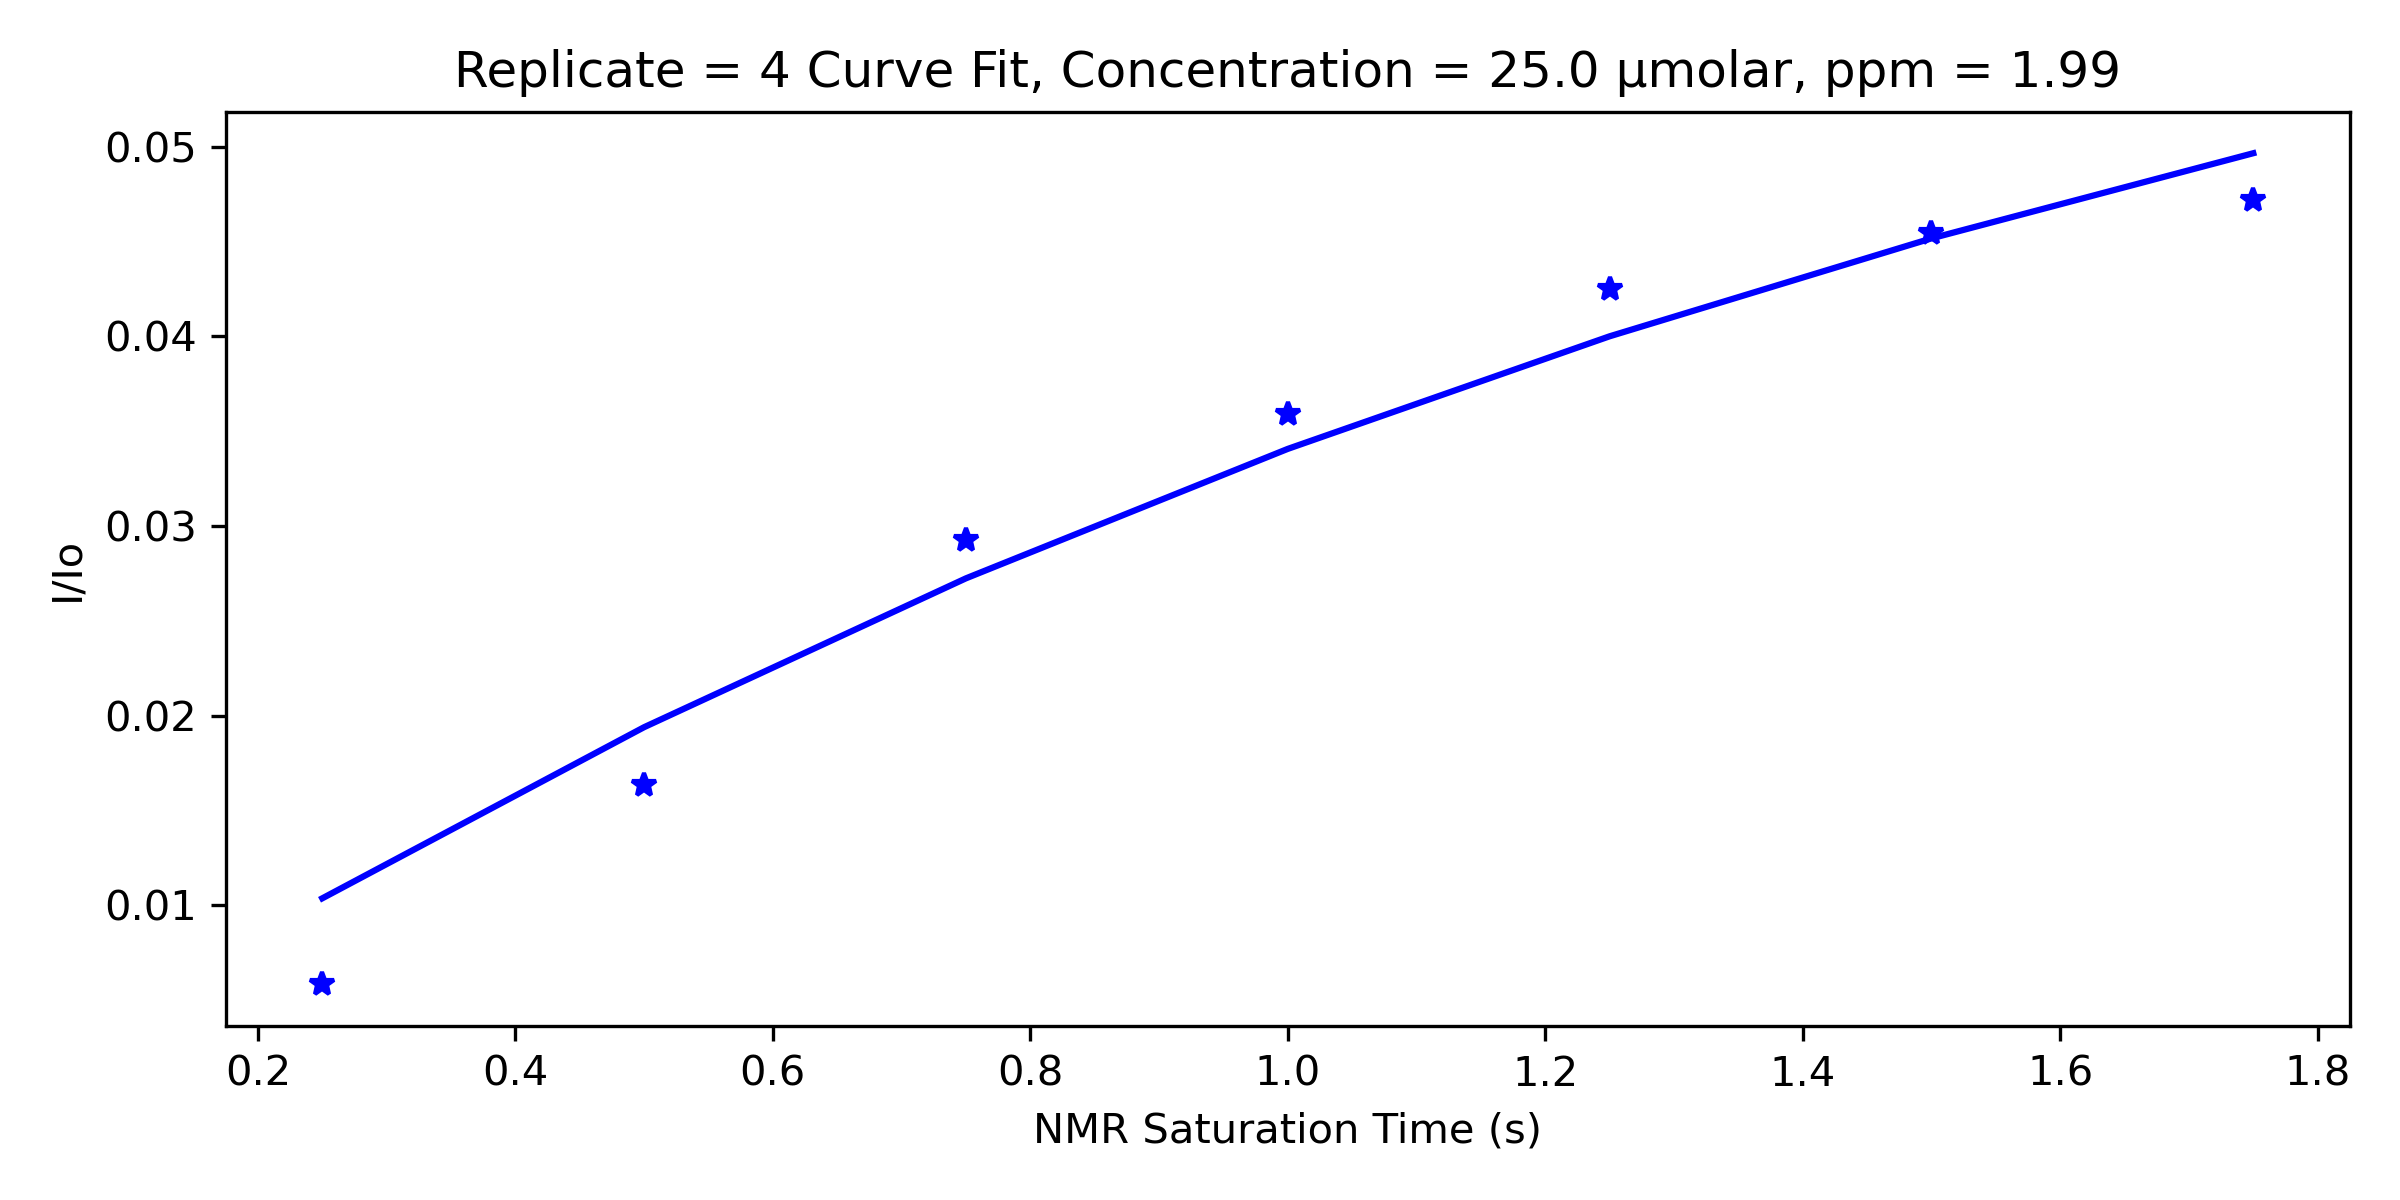 Replicate = 4 Curve Fit, Concentration = 25.0 μmolar, ppm = 1.99
0.05
0.04
0.03
0.02
0.01
I/Io
0.2 0.4 0.6 0.8 1.0 1.2 1.4 1.6 1.8
NMR Saturation Time (s)